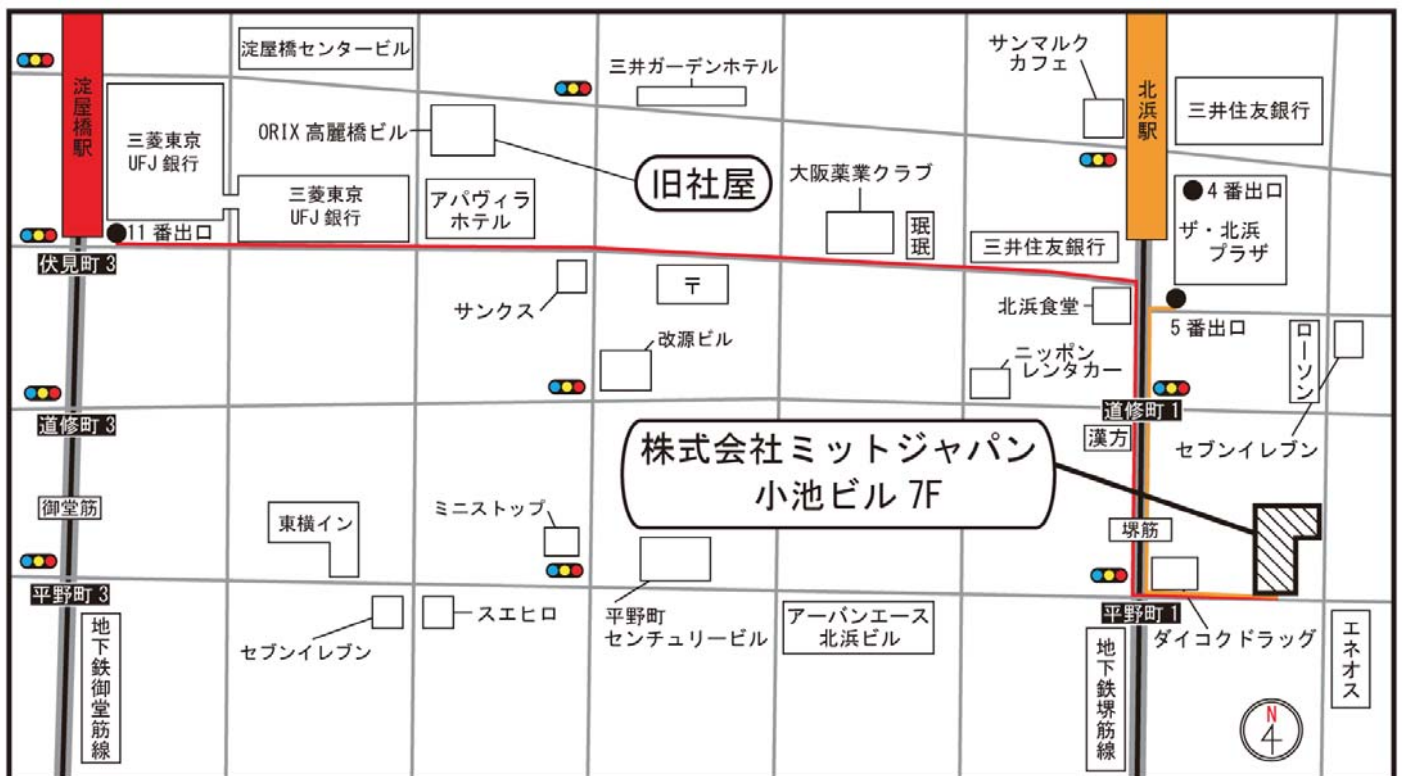 淀屋橋センタービル
三井ガーデンホテル
サンマルク
カフェ
淀屋橋駅
北浜駅
三菱東京
UFJ 銀行
ORIX 高麗橋ビル
三井住友銀行
旧社屋
大阪薬業クラブ
三菱東京
UFJ 銀行
アパヴィラ
ホテル
珉珉
4 番出口
ザ・北浜
プラザ
11 番出口
三井住友銀行
伏見町 3
サンクス
〒
北浜食堂
5 番出口
改源ビル
ニッポン
レンタカー
ローソン
道修町 3
道修町 1
漢方
セブンイレブン
株式会社ミットジャパン
小池ビル 7F
御堂筋
東横イン
ミニストップ
堺筋
平野町 3
平野町 1
スエヒロ
セブンイレブン
平野町
センチュリービル
アーバンエース
北浜ビル
ダイコクドラッグ
エネオス
地下鉄御堂筋線
地下鉄堺筋線
N